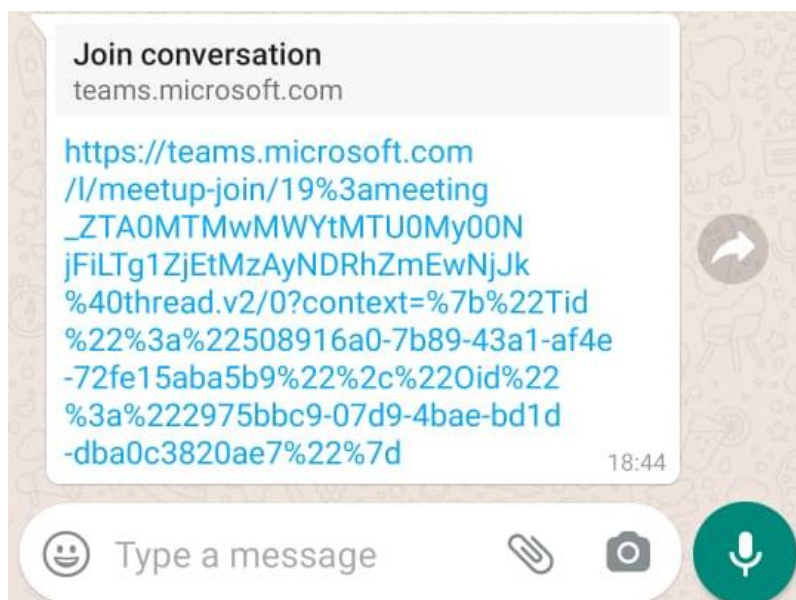 Join conversation
teams.microsoft.com
https://teams.microsoft.com
/l/meetup-join/19%3ameeting
_ZTA0MTMwMWYtMTU0My00N
jFiLTg1ZjEtMzAyNDRhZmEwNjJk
%40thread.v2/0?context=%7b%22Tid
%22%3a%22508916a0-7b89-43a1-af4e
-72fe15aba5b9%22%2c%22Oid%22
%3a%222975bbc9-07d9-4bae-bd1d
-dba0c3820ae7%22%7d
18:44
Type a message